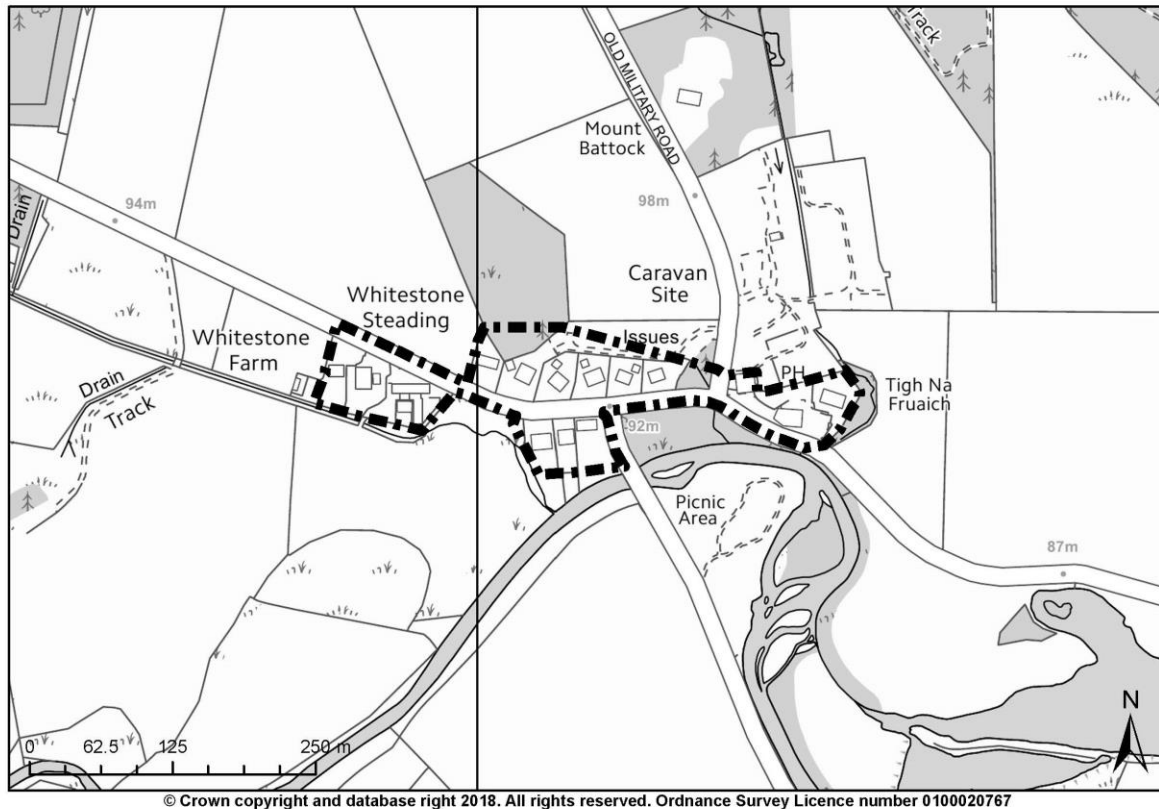 Track
OLD MILITARY ROAD
Mount
Battock
98m
94m
Drain
Caravan
Site
Whitestone
Steading
Issues
Whitestone
Farm
PH
Tigh Na
Fruaich
Drain
Track
92m
Picnic
Area
87m
N
0 62.5 125 250 m
© Crown copyright and database right 2018. All rights reserved. Ordnance Survey Licence number 0100020767